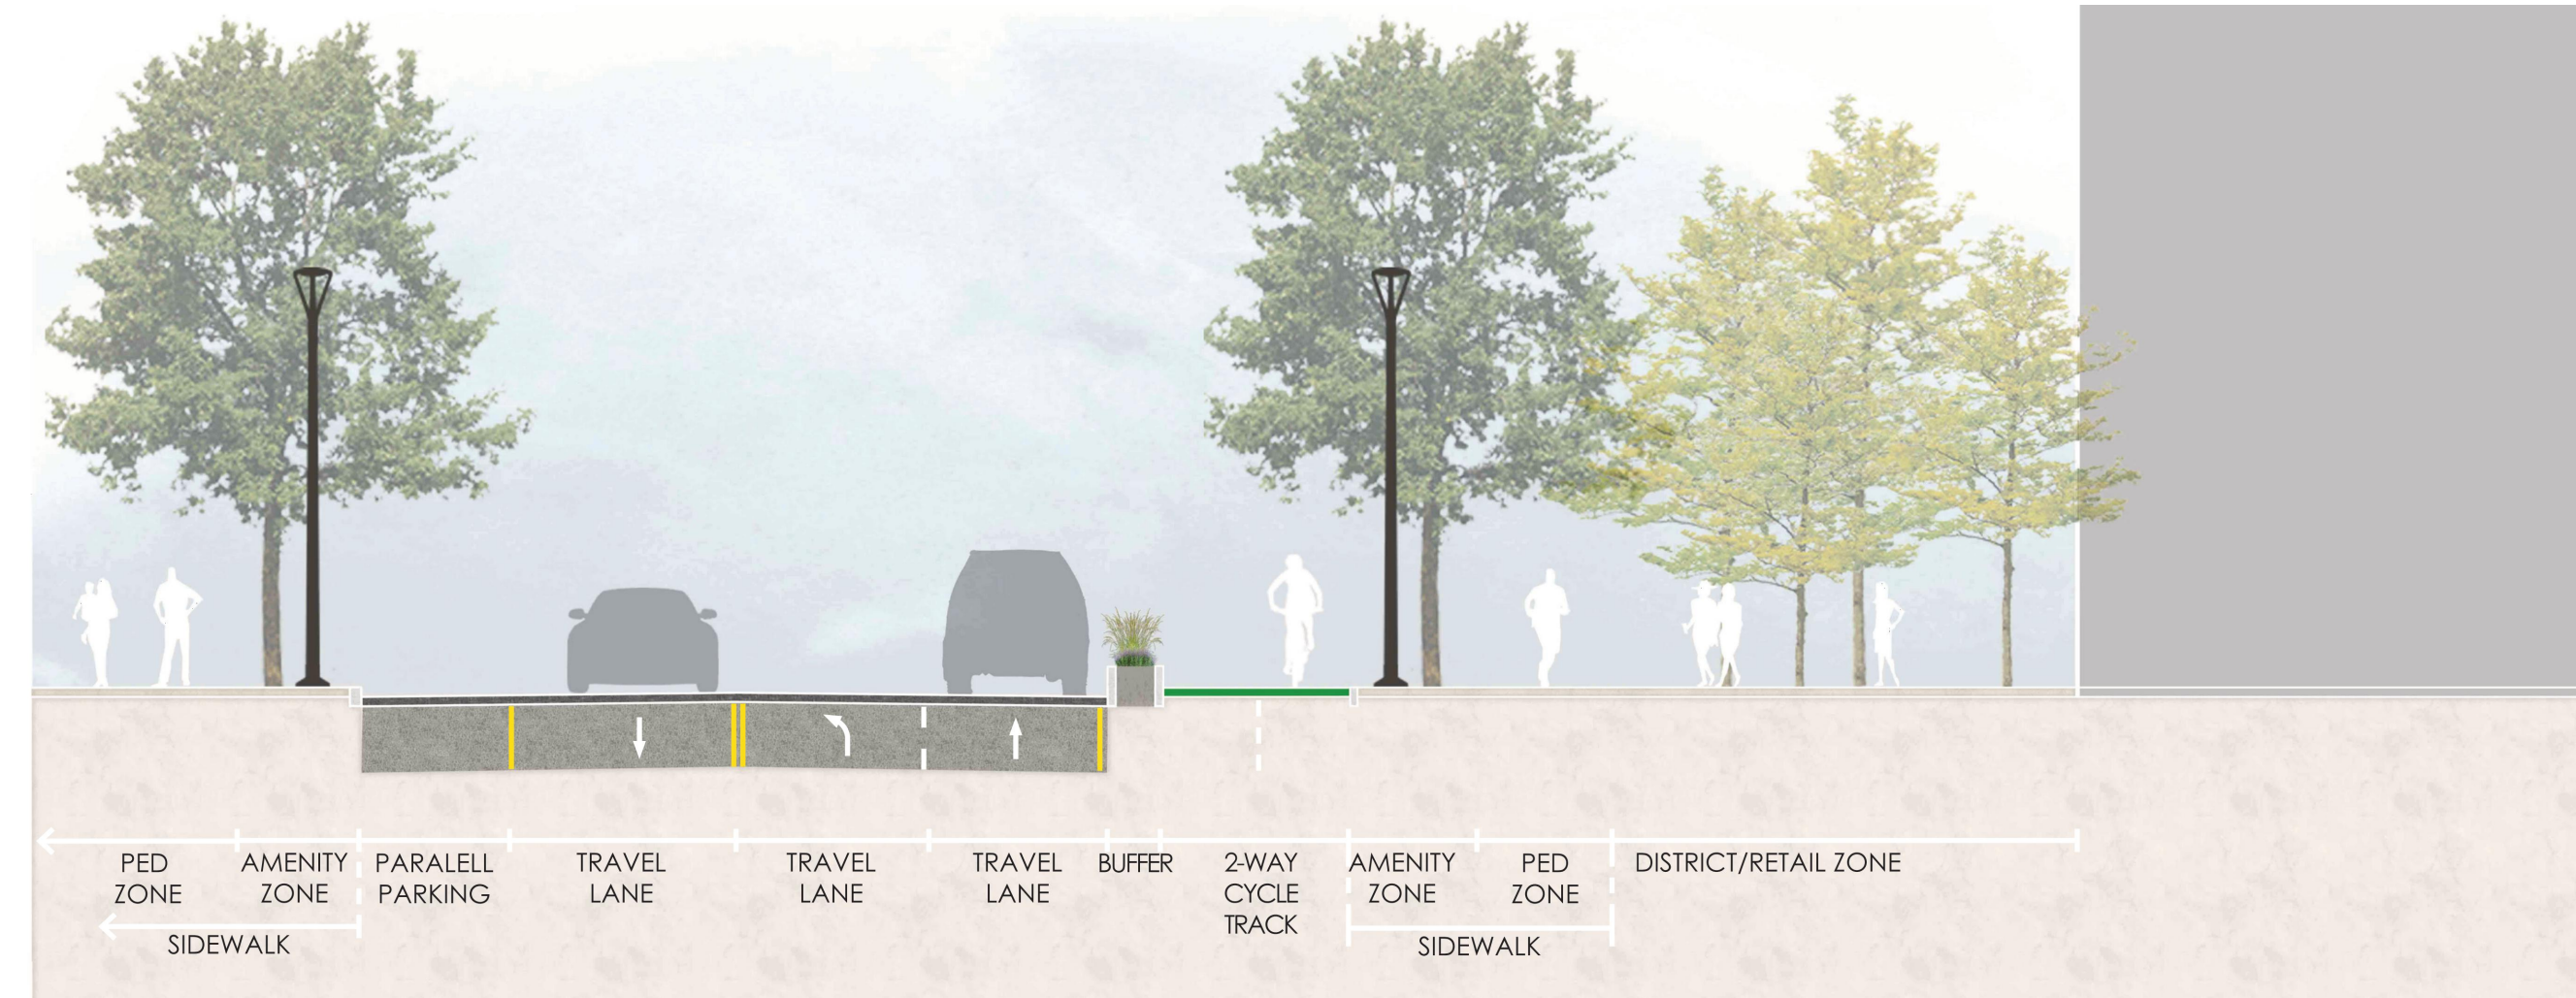 PED
ZONE
AMENITY
ZONE
PARALELL
PARKING
TRAVEL
LANE
TRAVEL
LANE
TRAVEL
LANE
BUFFER
2-WAY
CYCLE
TRACK
AMENITY
ZONE
PED
ZONE
DISTRICT/RETAIL ZONE
SIDEWALK
SIDEWALK